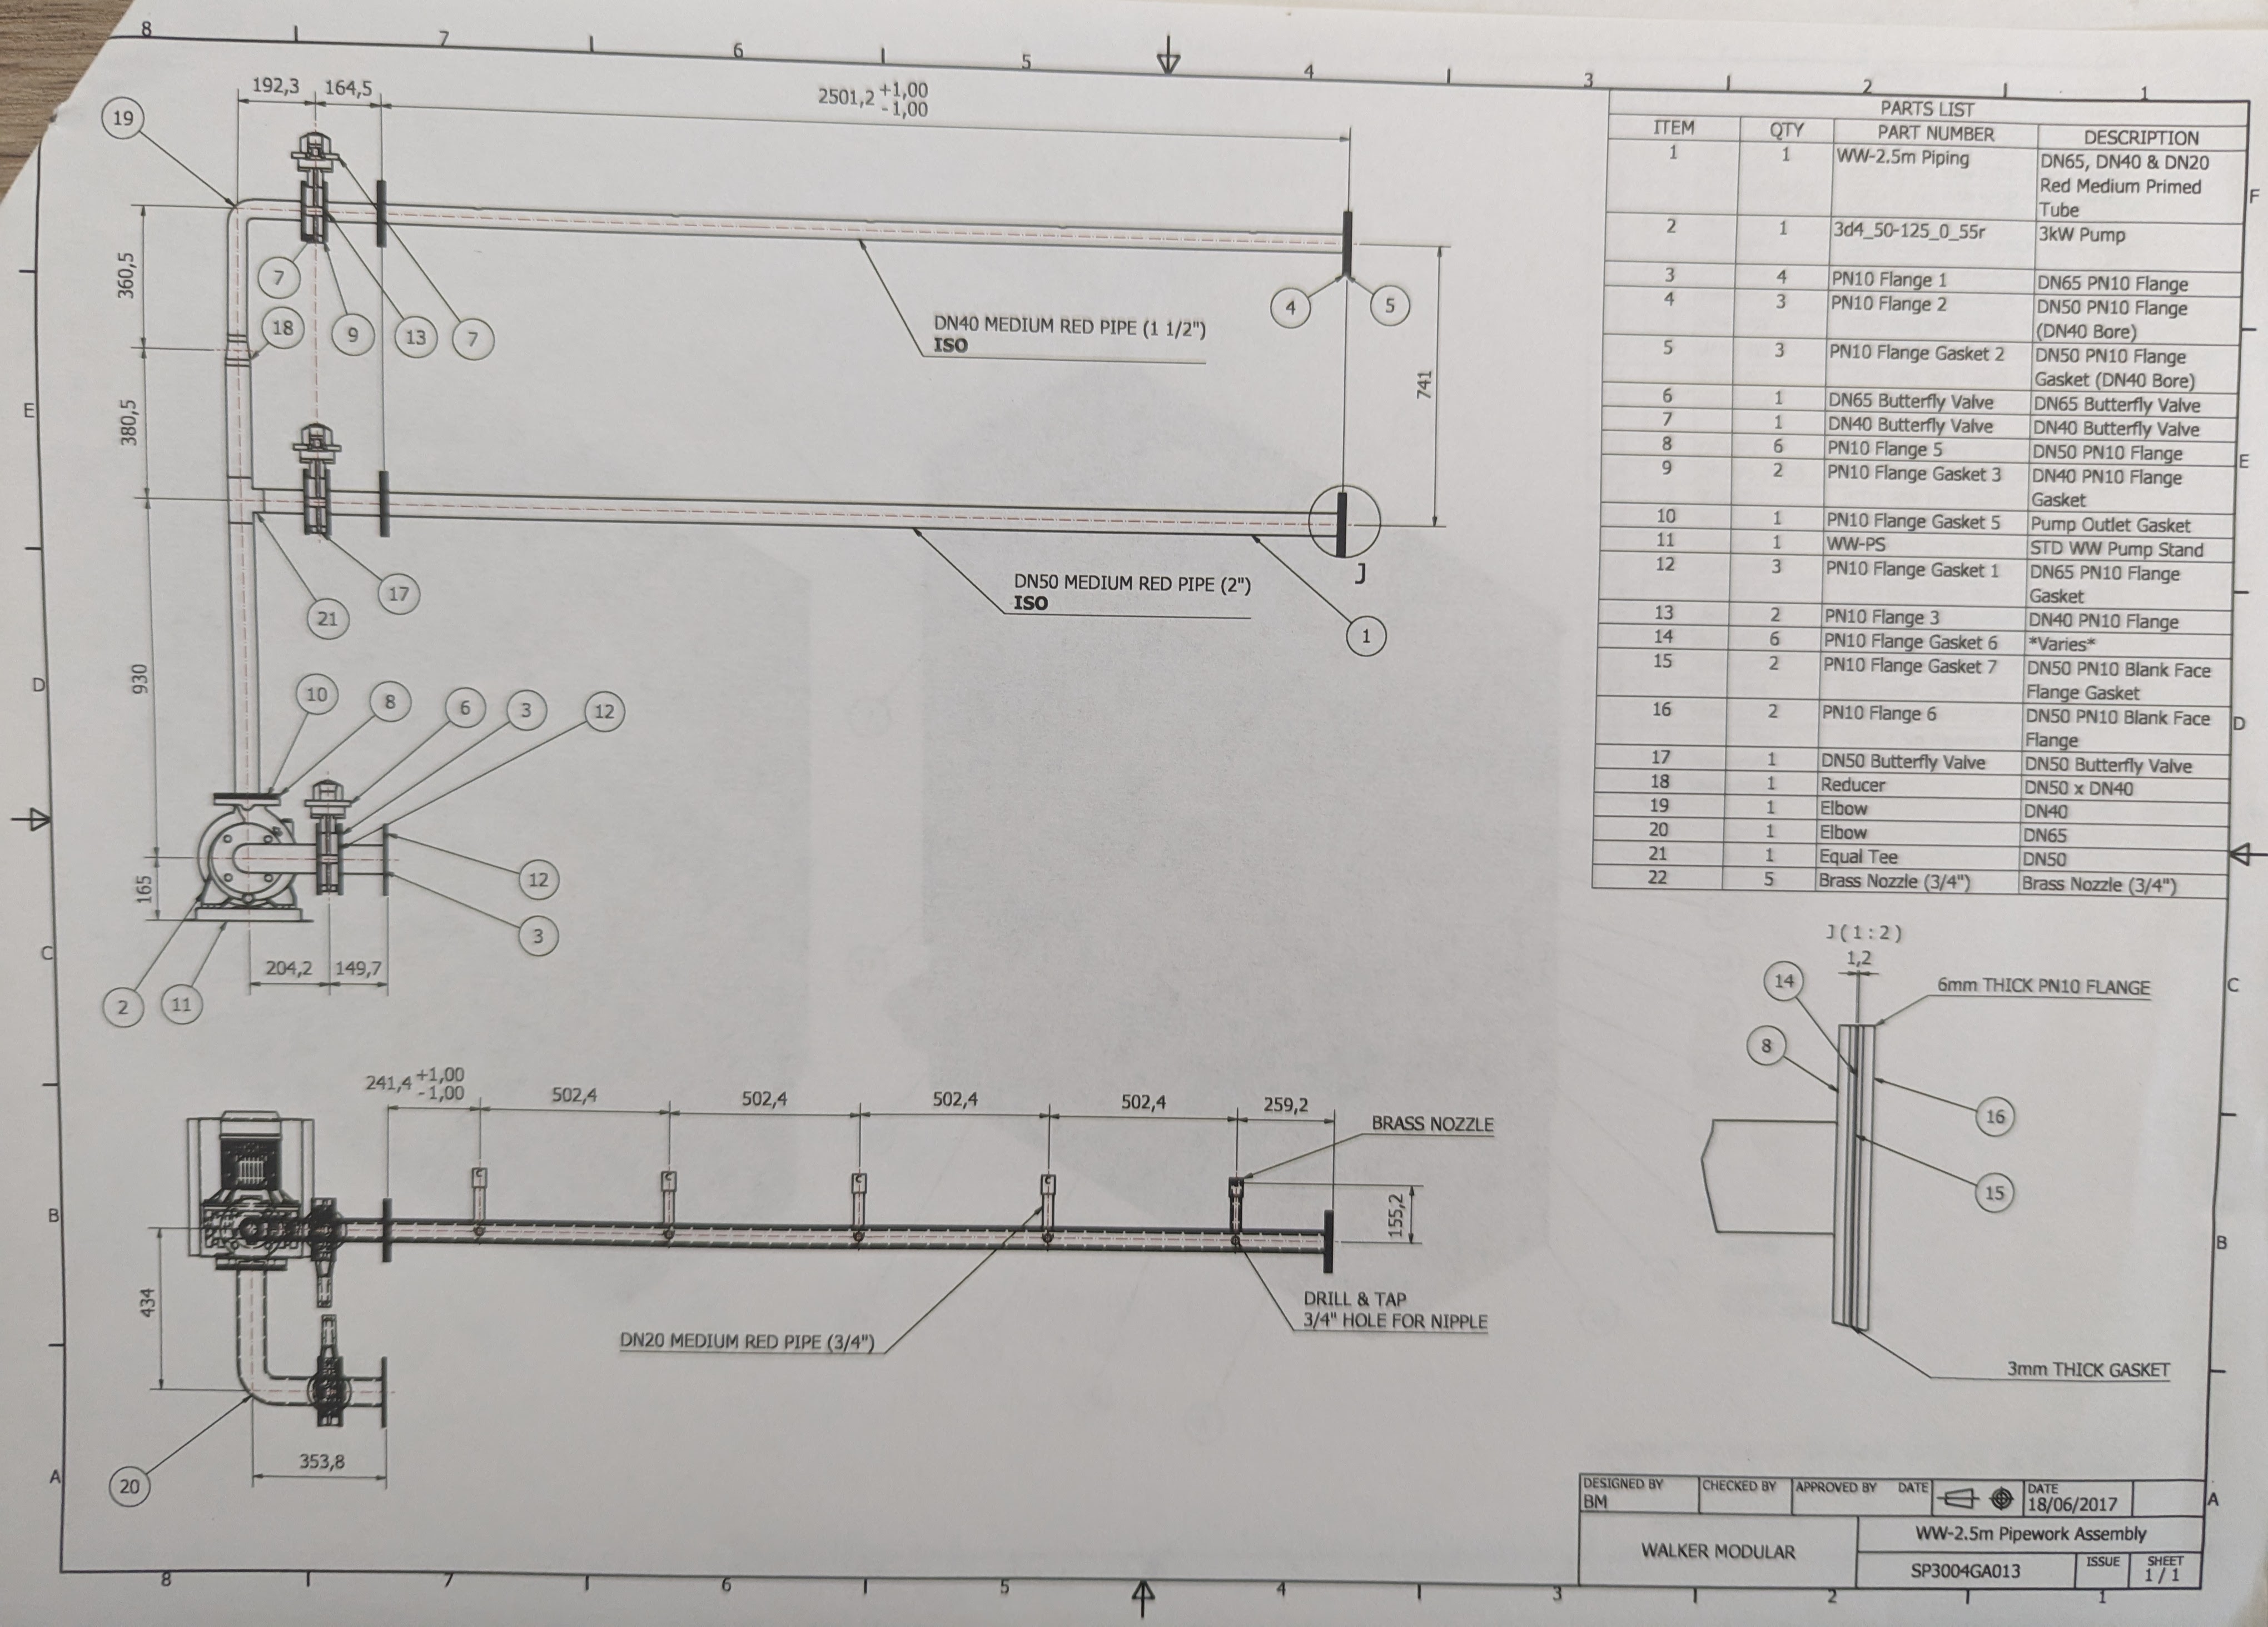 8 7 6 5 4 3 2 1
192,3 164,5 2501,2 +1,00
-1,00
19
360,5
7 18 9 13 7
4 5
DN40 MEDIUM RED PIPE (1 1/2")
ISO
741
380,5
17
21
DN50 MEDIUM RED PIPE (2")
ISO
J
1
930
10 8 6 3 12
165
12
3
204,2 149,7
2 11
241,4 +1,00
-1,00
502,4 502,4 502,4 502,4 259,2
BRASS NOZZLE
155,2
434
DRILL & TAP
3/4" HOLE FOR NIPPLE
DN20 MEDIUM RED PIPE (3/4")
353,8
20
PARTS LIST
ITEM QTY PART NUMBER DESCRIPTION
1 1 WW-2.5m Piping DN65, DN40 & DN20
Red Medium Primed
Tube
2 1 3d4_50-125_0_55r 3kW Pump
3 4 PN10 Flange 1 DN65 PN10 Flange
4 3 PN10 Flange 2 DN50 PN10 Flange
(DN40 Bore)
5 3 PN10 Flange Gasket 2 DN50 PN10 Flange
Gasket (DN40 Bore)
6 1 DN65 Butterfly Valve DN65 Butterfly Valve
7 1 DN40 Butterfly Valve DN40 Butterfly Valve
8 6 PN10 Flange 5 DN50 PN10 Flange
9 2 PN10 Flange Gasket 3 DN40 PN10 Flange
Gasket
10 1 PN10 Flange Gasket 5 Pump Outlet Gasket
11 1 WW-PS STD WW Pump Stand
12 3 PN10 Flange Gasket 1 DN65 PN10 Flange
Gasket
13 2 PN10 Flange 3 DN40 PN10 Flange
14 6 PN10 Flange Gasket 6 *Varies*
15 2 PN10 Flange Gasket 7 DN50 PN10 Blank Face
Flange Gasket
16 2 PN10 Flange 6 DN50 PN10 Blank Face
Flange
17 1 DN50 Butterfly Valve DN50 Butterfly Valve
18 1 Reducer DN50 x DN40
19 1 Elbow DN40
20 1 Elbow DN65
21 1 Equal Tee DN50
22 5 Brass Nozzle (3/4") Brass Nozzle (3/4")
J ( 1 : 2 )
1,2
14
6mm THICK PN10 FLANGE
8
16
15
3mm THICK GASKET
F
E E
D D
C C
B B
A A
DESIGNED BY CHECKED BY APPROVED BY DATE DATE
BM 18/06/2017
WALKER MODULAR
WW-2.5m Pipework Assembly
SP3004GA013
ISSUE SHEET
1 / 1
8 7 6 5 4 3 2 1